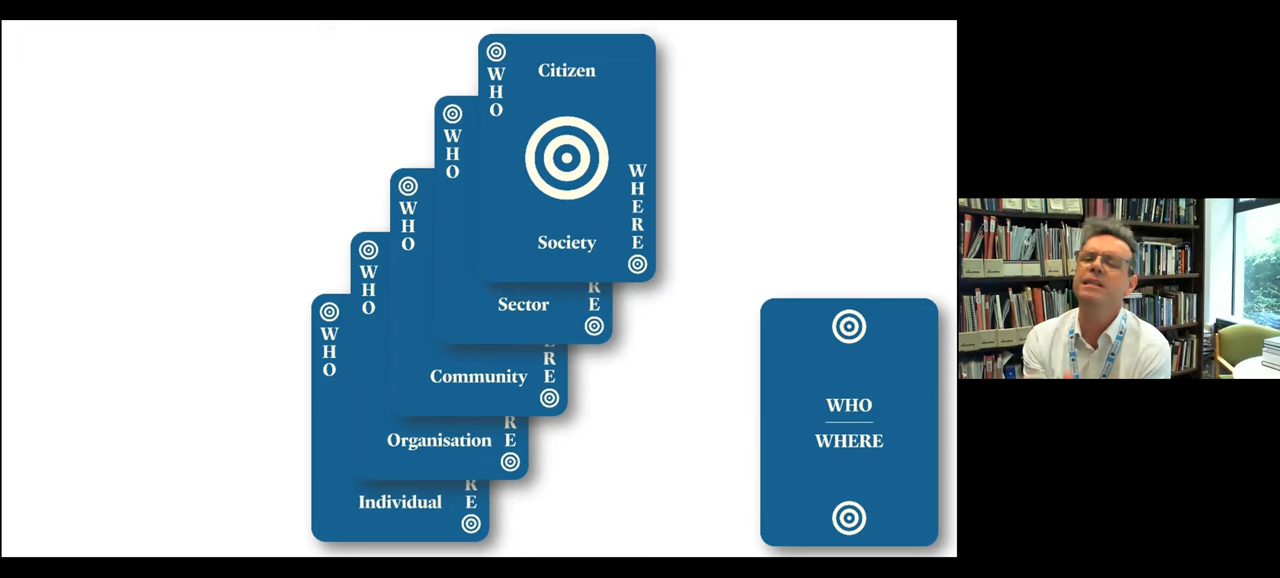 WHO
Citizen
WHERE
Society
WHO
RE
Sector
WHO
ERE
Community
WHO
RE
Organisation
WHO
RE
Individual
WHO
WHERE